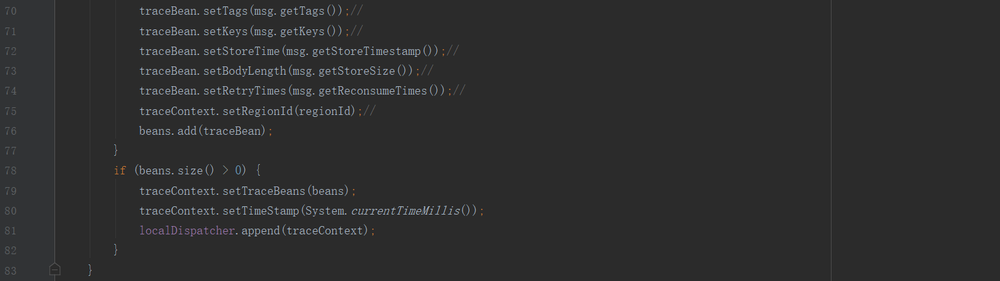 70 traceBean.setTags(msg.getTags());//
71 traceBean.setKeys(msg.getKeys());//
72 traceBean.setStoreTime(msg.getStoreTimestamp());//
73 traceBean.setBodyLength(msg.getStoreSize());//
74 traceBean.setRetryTimes(msg.getReconsumeTimes());//
75 traceContext.setRegionId(regionId);//
76 beans.add(traceBean);
77 }
78 if (beans.size() > 0) {
79 traceContext.setTraceBeans(beans);
80 traceContext.setTimeStamp(System.currentTimeMillis());
81 localDispatcher.append(traceContext);
82 }
83 }